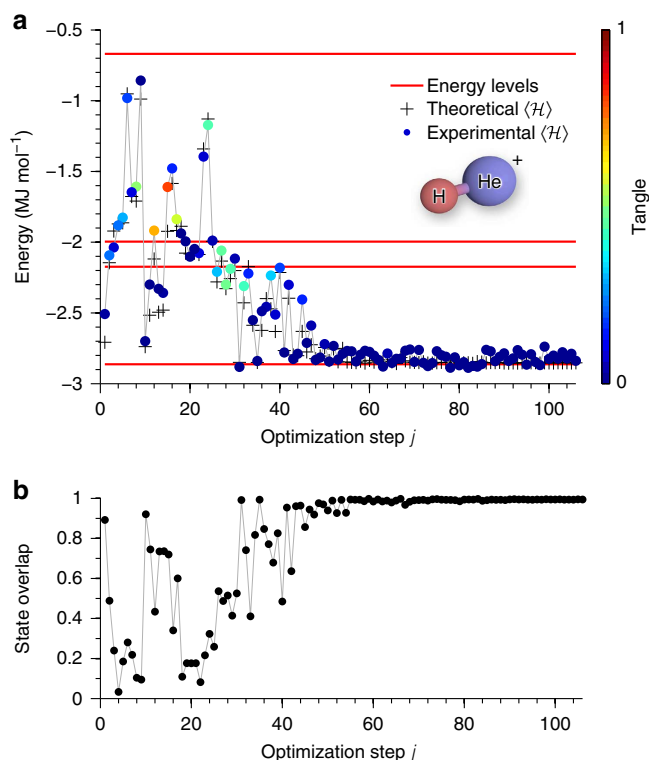 a
−0.5
−1
−1.5
−2
−2.5
−3
Energy (MJ mol−1)
Energy levels
Theoretical ⟨ℋ⟩
Experimental ⟨ℋ⟩
H
He
+
0 20 40 60 80 100
Optimization step j
1
0
Tangle
b
1
0.8
0.6
0.4
0.2
0
State overlap
0 20 40 60 80 100
Optimization step j